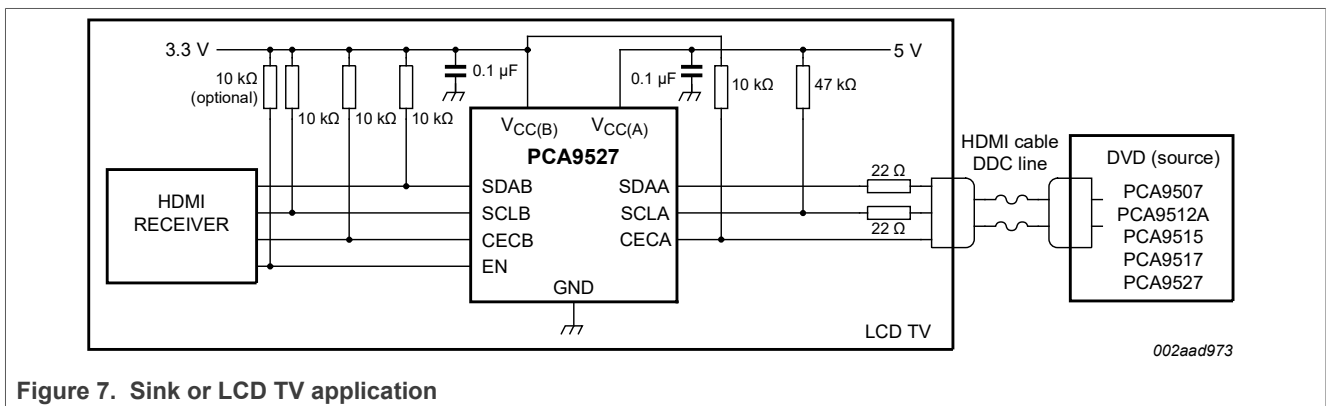 3.3 V
5 V
10 kΩ
(optional)
10 kΩ 10 kΩ 10 kΩ
0.1 μF
0.1 μF
10 kΩ
47 kΩ
VCC(B) VCC(A)
PCA9527
SDAB SDAA
SCLB SCLA
CECB CECA
EN
GND
HDMI
RECEIVER
22 Ω
22 Ω
HDMI cable
DDC line
DVD (source)
PCA9507
PCA9512A
PCA9515
PCA9517
PCA9527
LCD TV
002aad973
Figure 7. Sink or LCD TV application